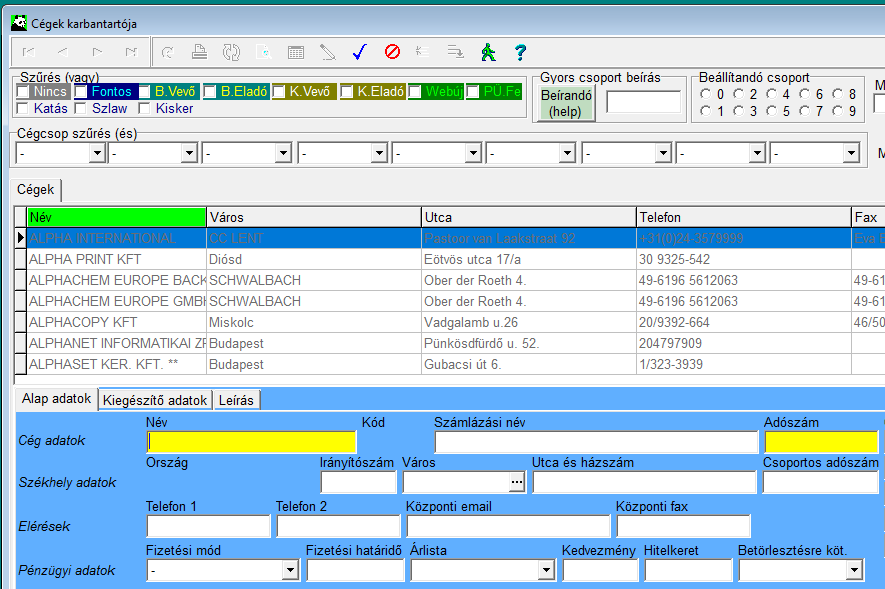 Cégek karbantartója
Szűrés (vagy)
Nincs Fontos B.Vevő B.Eladó K.Vevő K.Eladó Webúj PÜ.Fe
Katás Szlaw Kisker
Gyors csoport beírás
Beírandó
(help)
Beállítandó csoport
0 2 4 6 8
1 3 5 7 9
M
Cégcsop szűrés (és)
- - - - - - - - -
M
Cégek
Név Város Utca Telefon Fax
ALPHA INTERNATIONAL CC LENT Pastoor van Laakstraat 92 +31(0)24-3579999 Eva L
ALPHA PRINT KFT Diósd Eötvös utca 17/a 30 9325-542
ALPHACHEM EUROPE BACK SCHWALBACH Ober der Roeth 4. 49-6196 5612063 49-61
ALPHACHEM EUROPE GMBH SCHWALBACH Ober der Roeth 4. 49-6196 5612063 49-61
ALPHACOPY KFT Miskolc Vadgalamb u.26 20/9392-664 46/50
ALPHANET INFORMATIKAI ZR Budapest Pünkösdfürdő u. 52. 204797909
ALPHASET KER. KFT. ** Budapest Gubacsi út 6. 1/323-3939
Alap adatok Kiegészítő adatok Leírás
Név Kód Számlázási név Adószám
Cég adatok
Ország Irányítószám Város Utca és házszám Csoportos adószám
Székhely adatok ...
Telefon 1 Telefon 2 Központi email Központi fax
Elérések
Fizetési mód Fizetési határidő Árlista Kedvezmény Hitelkeret Betörlesztésre köt.
Pénzügyi adatok -